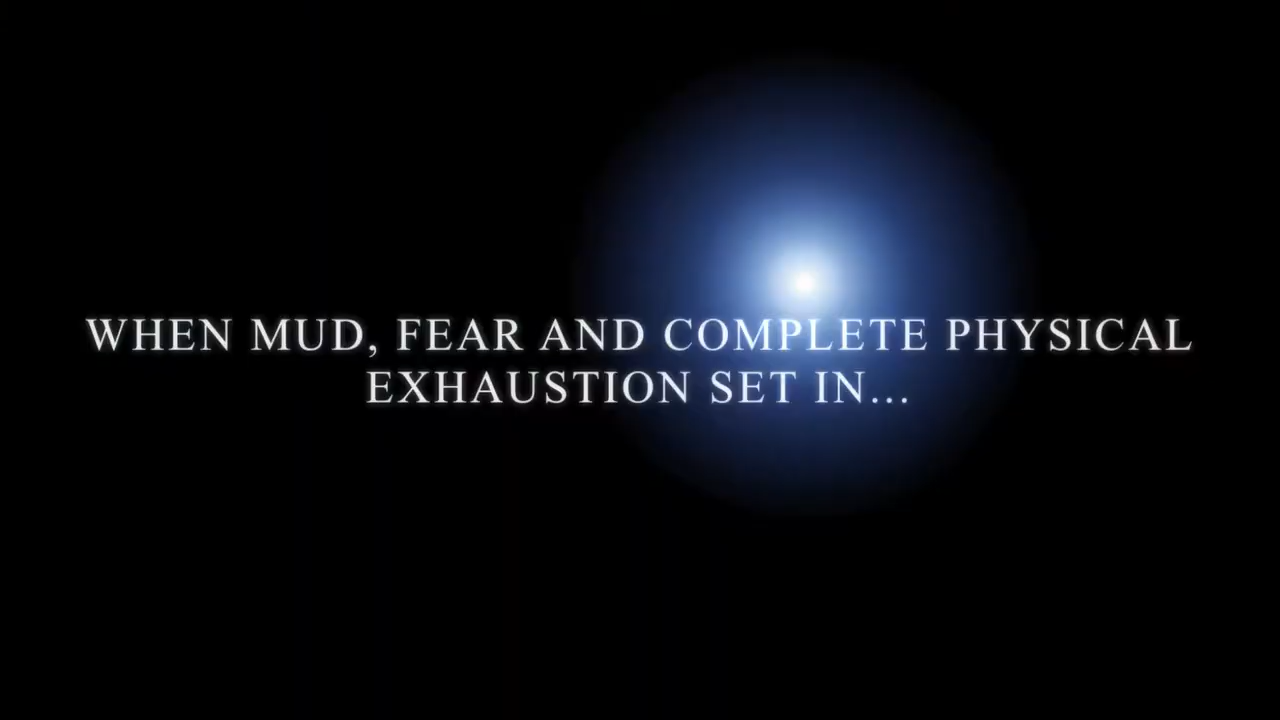 WHEN MUD, FEAR AND COMPLETE PHYSICAL
EXHAUSTION SET IN...